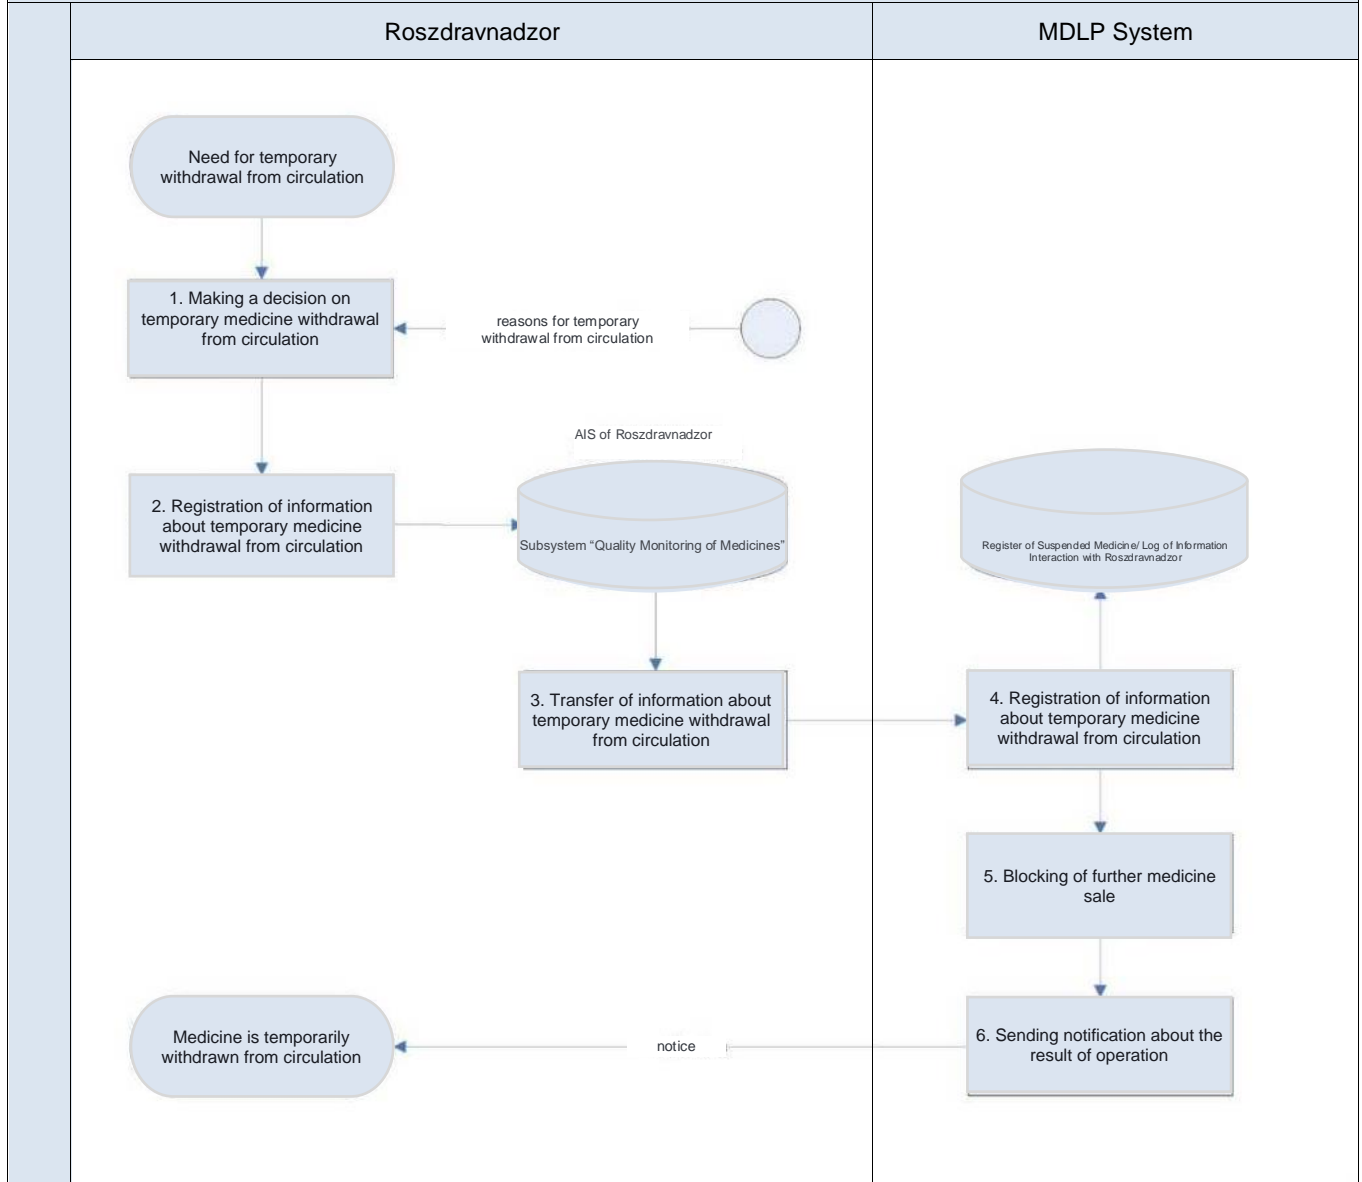 Roszdravnadzor
MDLP System
Need for temporary
withdrawal from circulation
1. Making a decision on
temporary medicine withdrawal
from circulation
reasons for temporary
withdrawal from circulation
AIS of Roszdravnadzor
2. Registration of information
about temporary medicine
withdrawal from circulation
Subsystem “Quality Monitoring of Medicines”
Register of Suspended Medicine/ Log of Information
Interaction with Roszdravnadzor
3. Transfer of information about
temporary medicine withdrawal
from circulation
4. Registration of information
about temporary medicine
withdrawal from circulation
5. Blocking of further medicine
sale
6. Sending notification about the
result of operation
notice
Medicine is temporarily
withdrawn from circulation